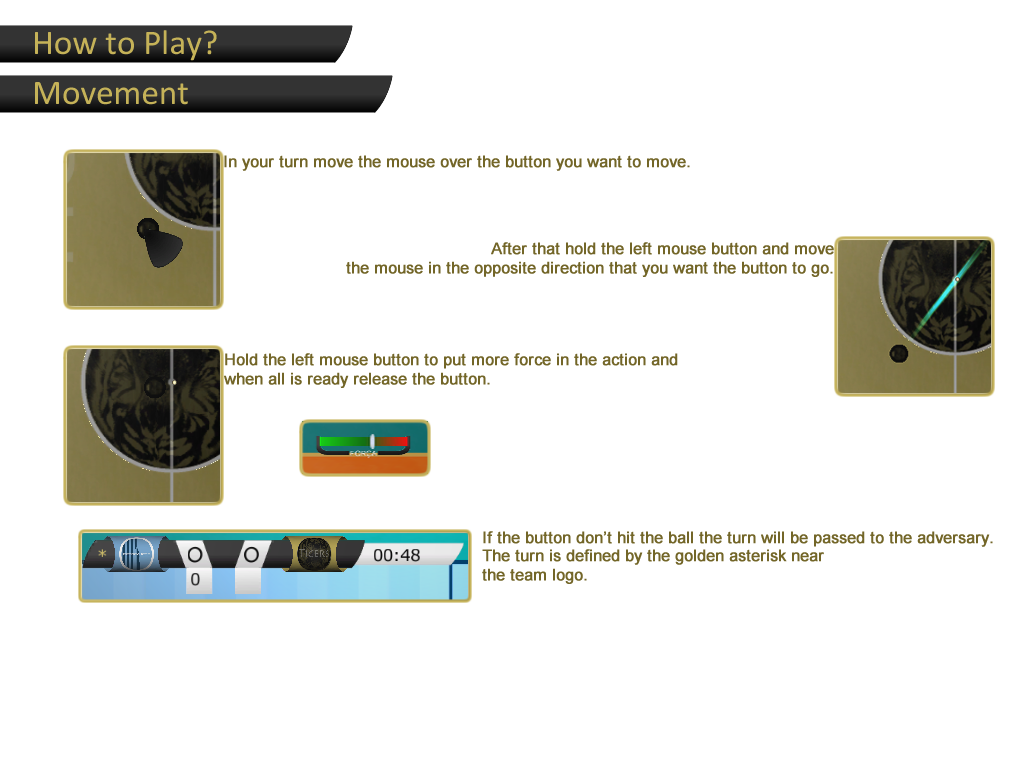 How to Play?
Movement
In your turn move the mouse over the button you want to move.
After that hold the left mouse button and move
the mouse in the opposite direction that you want the button to go.
Hold the left mouse button to put more force in the action and
when all is ready release the button.
FORÇA
* 0 0 TIGERS 00:48
0
If the button don't hit the ball the turn will be passed to the adversary.
The turn is defined by the golden asterisk near
the team logo.